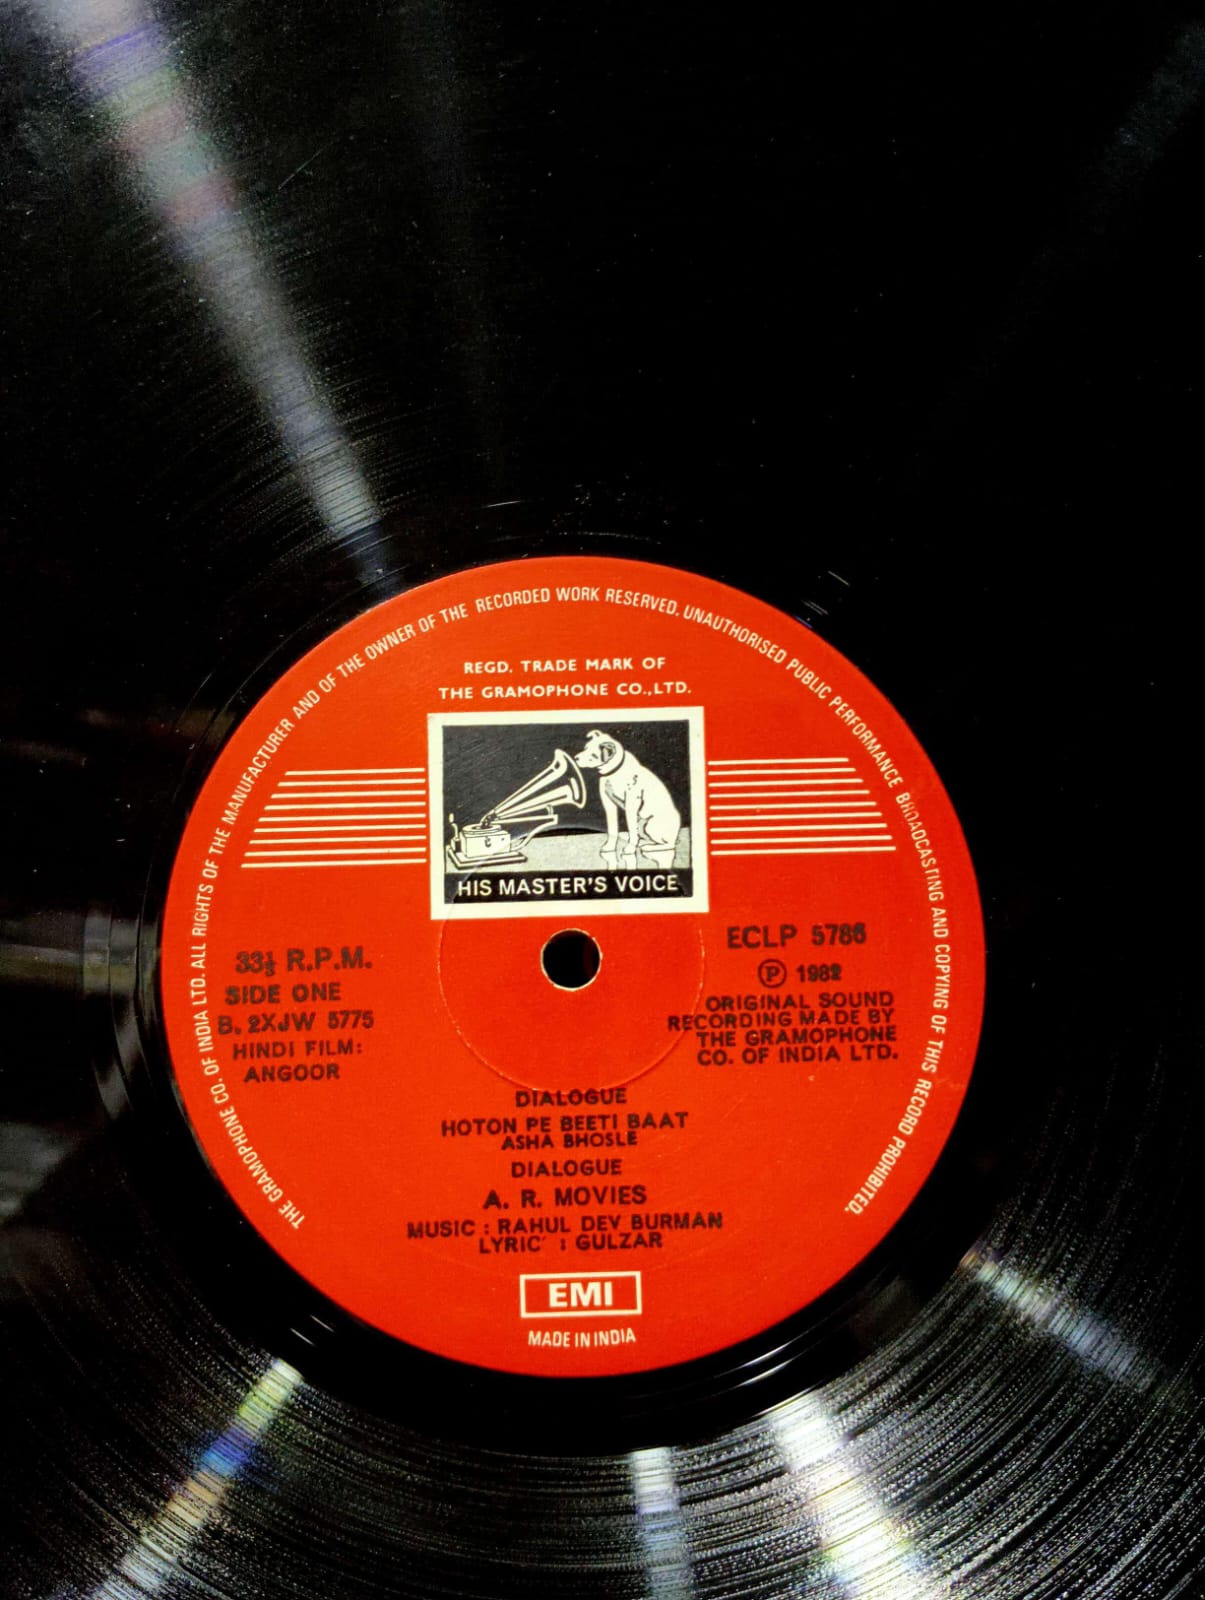 THE GRAMOPHONE CO. OF INDIA LTD. ALL RIGHTS OF THE MANUFACTURER AND OF THE OWNER OF THE RECORDED WORK RESERVED. UNAUTHORISED PUBLIC PERFORMANCE BROADCASTING AND COPYING OF THIS RECORD PROHIBITED.
REGD. TRADE MARK OF
THE GRAMOPHONE CO.,LTD.
HIS MASTER'S VOICE
33⅓ R.P.M.
SIDE ONE
B. 2XJW 5775
HINDI FILM:
ANGOOR
ECLP 5786
Ⓟ 1982
ORIGINAL SOUND
RECORDING MADE BY
THE GRAMOPHONE
CO. OF INDIA LTD.
DIALOGUE
HOTON PE BEETI BAAT
ASHA BHOSLE
DIALOGUE
A. R. MOVIES
MUSIC : RAHUL DEV BURMAN
LYRIC' : GULZAR
EMI
MADE IN INDIA